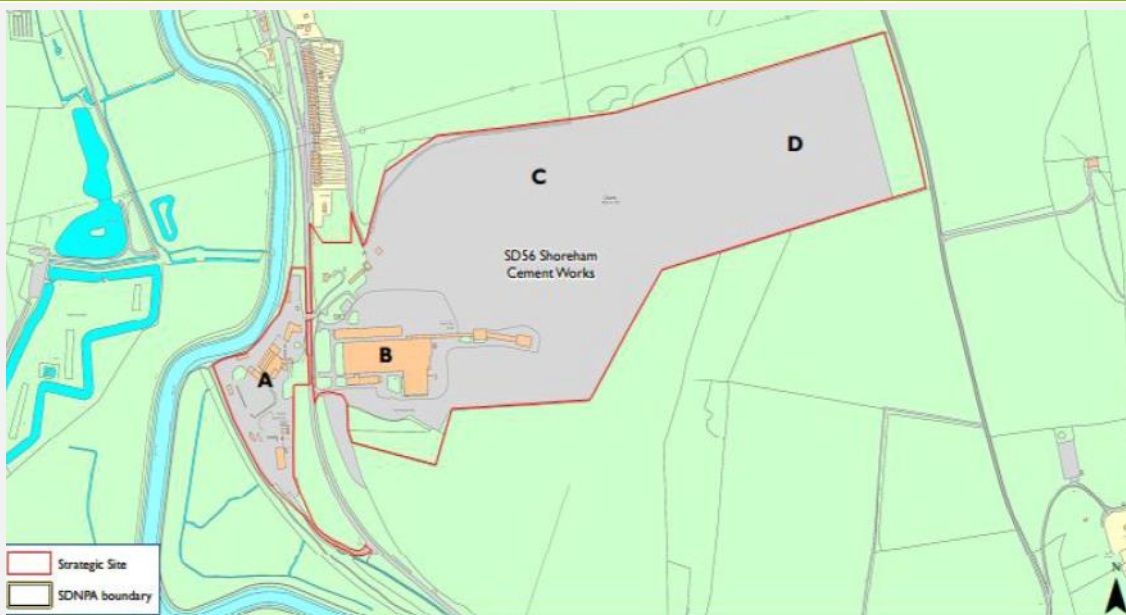 C
D
SD56 Shoreham
Cement Works
B
A
Strategic Site
SDNPA boundary
N